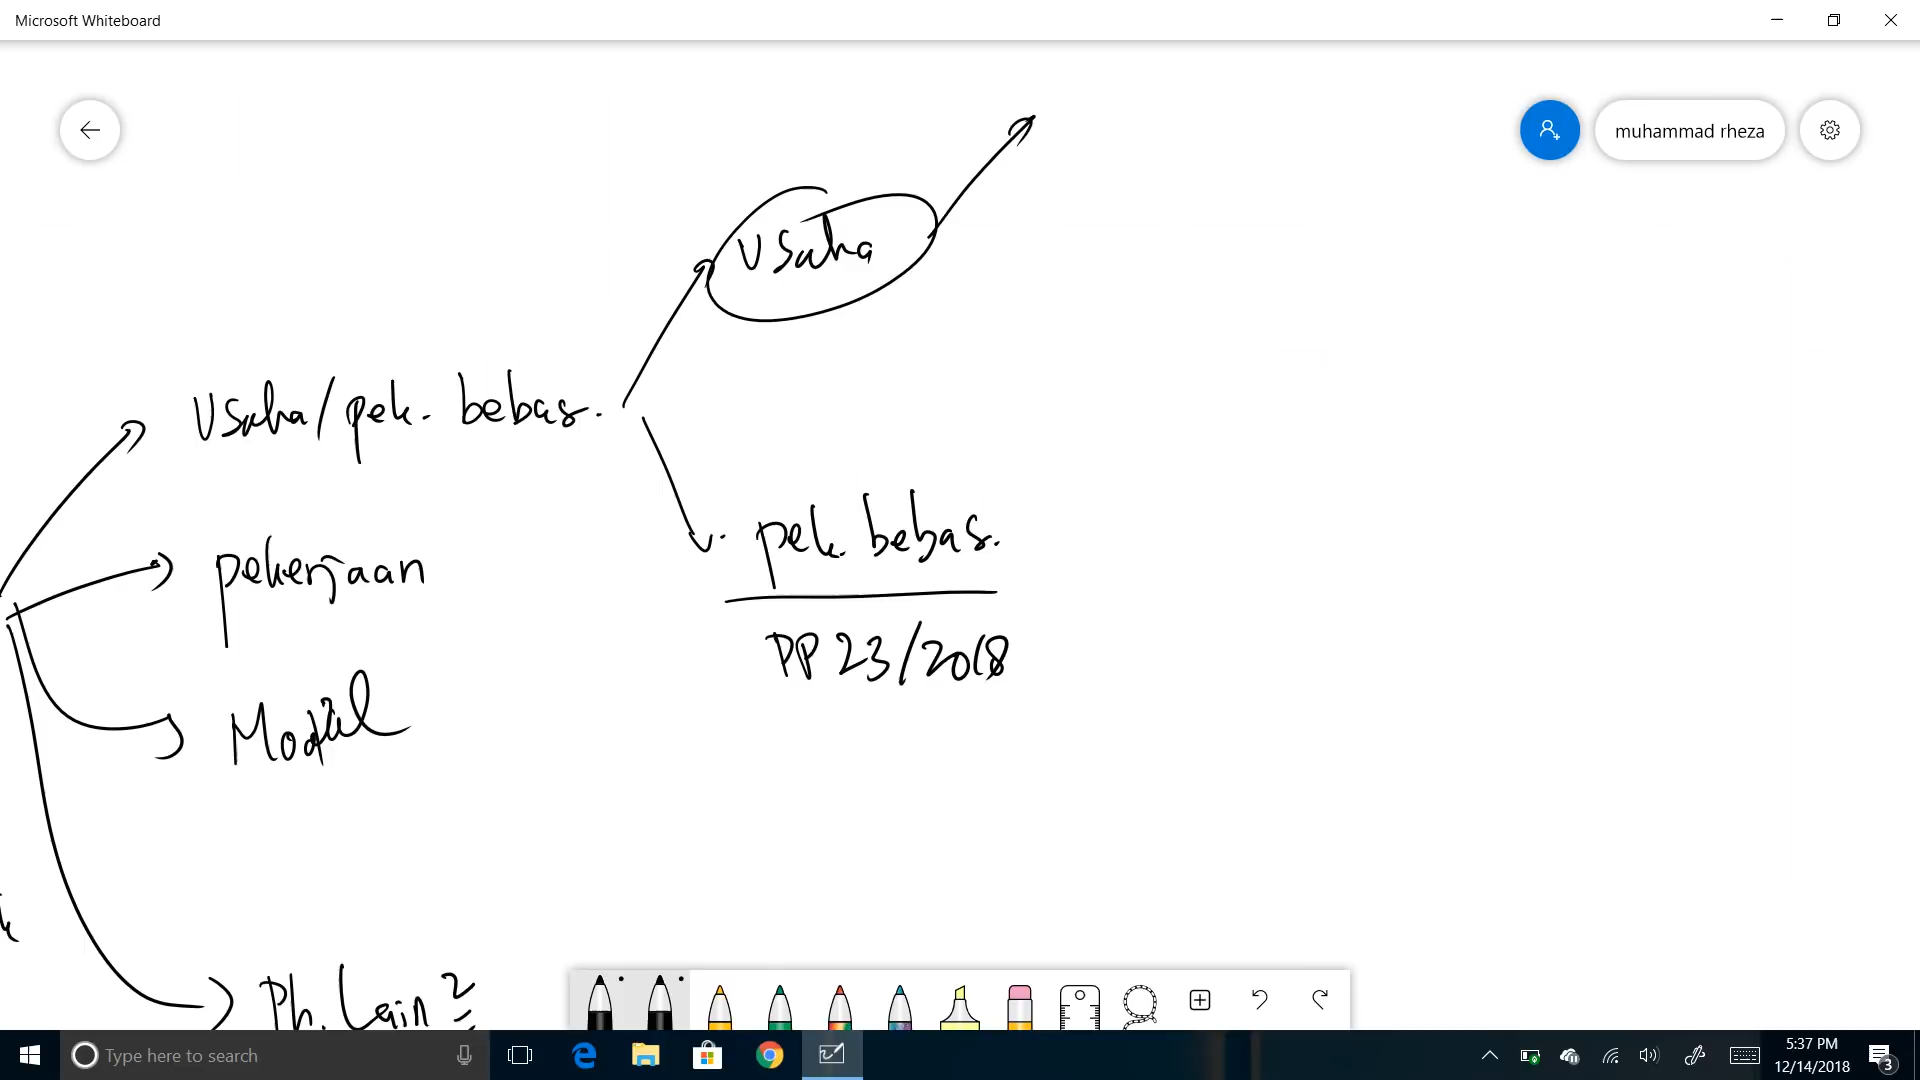 Microsoft Whiteboard
muhammad rheza
Usaha
Usaha/pek. bebas.
pek. bebas.
pekerjaan
PP 23/2018
Modal
Ph. Lain2
Type here to search
5:37 PM
12/14/2018
3